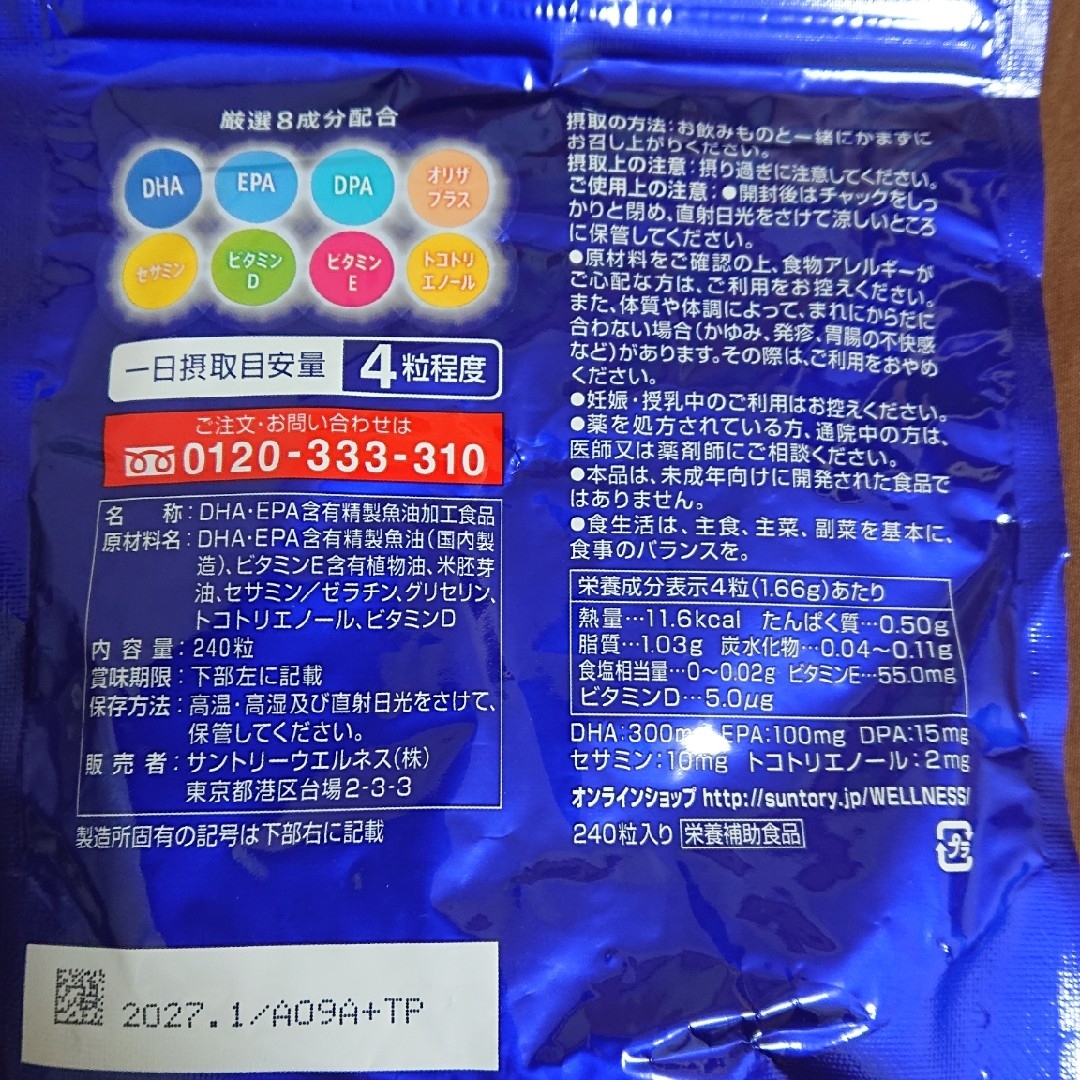 厳選8成分配合
DHA
EPA
DPA
オリザ
プラス
セサミン
ビタミン
D
ビタミン
E
トコトリ
エノール
一日摂取目安量 4粒程度
ご注文・お問い合わせは
0120-333-310
名　　称：DHA・EPA含有精製魚油加工食品
原材料名：DHA・EPA含有精製魚油（国内製
造）、ビタミンE含有植物油、米胚芽
油、セサミン／ゼラチン、グリセリン、
トコトリエノール、ビタミンD
内 容 量：240粒
賞味期限：下部左に記載
保存方法：高温・高湿及び直射日光をさけて、
保管してください。
販 売 者：サントリーウエルネス（株）
東京都港区台場2-3-3
製造所固有の記号は下部右に記載
2027.1/A09A+TP
摂取の方法：お飲みものと一緒にかまずに
お召し上がりください。
摂取上の注意：摂り過ぎに注意してください。
ご使用上の注意：●開封後はチャックをしっ
かりと閉め、直射日光をさけて涼しいところ
に保管してください。
●原材料をご確認の上、食物アレルギーが
ご心配な方は、ご利用をお控えください。
また、体質や体調によって、まれにからだに
合わない場合（かゆみ、発疹、胃腸の不快感
など）があります。その際は、ご利用をおやめ
ください。
●妊娠・授乳中のご利用はお控えください。
●薬を処方されている方、通院中の方は、
医師又は薬剤師にご相談ください。
●本品は、未成年向けに開発された食品で
はありません。
●食生活は、主食、主菜、副菜を基本に、
食事のバランスを。
栄養成分表示4粒（1.66g）あたり
熱量…11.6kcal たんぱく質…0.50g
脂質…1.03g 炭水化物…0.04～0.11g
食塩相当量…0～0.02g ビタミンE…55.0mg
ビタミンD…5.0μg
DHA：300mg EPA：100mg DPA：15mg
セサミン：10mg トコトリエノール：2mg
オンラインショップ http://suntory.jp/WELLNESS/
240粒入り 栄養補助食品
プラ